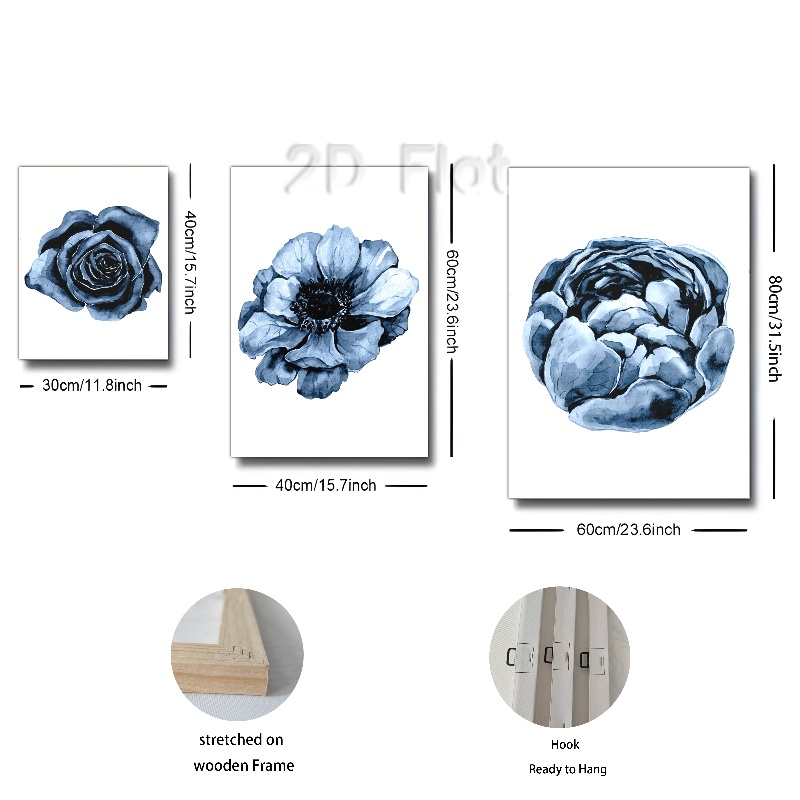 2D Flat
40cm/15.7inch
30cm/11.8inch
60cm/23.6inch
40cm/15.7inch
80cm/31.5inch
60cm/23.6inch
stretched on
wooden Frame
Hook
Ready to Hang